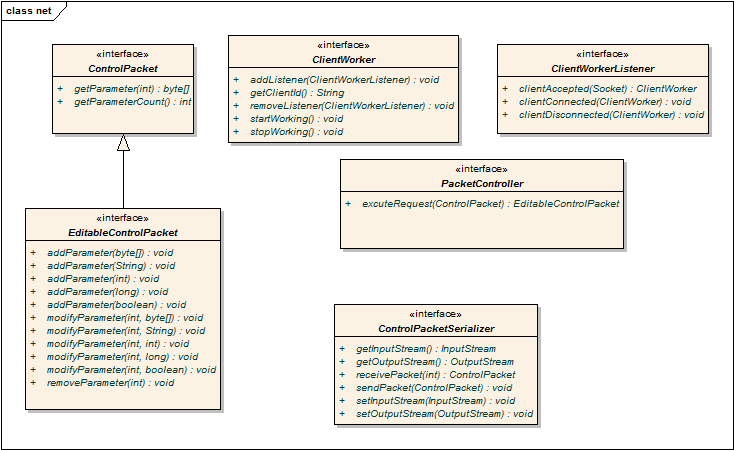 class net
«interface»
ControlPacket
+ getParameter(int) : byte[]
+ getParameterCount() : int
«interface»
ClientWorker
+ addListener(ClientWorkerListener) : void
+ getClientId() : String
+ removeListener(ClientWorkerListener) : void
+ startWorking() : void
+ stopWorking() : void
«interface»
ClientWorkerListener
+ clientAccepted(Socket) : ClientWorker
+ clientConnected(ClientWorker) : void
+ clientDisconnected(ClientWorker) : void
«interface»
PacketController
+ excuteRequest(ControlPacket) : EditableControlPacket
«interface»
EditableControlPacket
+ addParameter(byte[]) : void
+ addParameter(String) : void
+ addParameter(int) : void
+ addParameter(long) : void
+ addParameter(boolean) : void
+ modifyParameter(int, byte[]) : void
+ modifyParameter(int, String) : void
+ modifyParameter(int, int) : void
+ modifyParameter(int, long) : void
+ modifyParameter(int, boolean) : void
+ removeParameter(int) : void
«interface»
ControlPacketSerializer
+ getInputStream() : InputStream
+ getOutputStream() : OutputStream
+ receivePacket(int) : ControlPacket
+ sendPacket(ControlPacket) : void
+ setInputStream(InputStream) : void
+ setOutputStream(OutputStream) : void